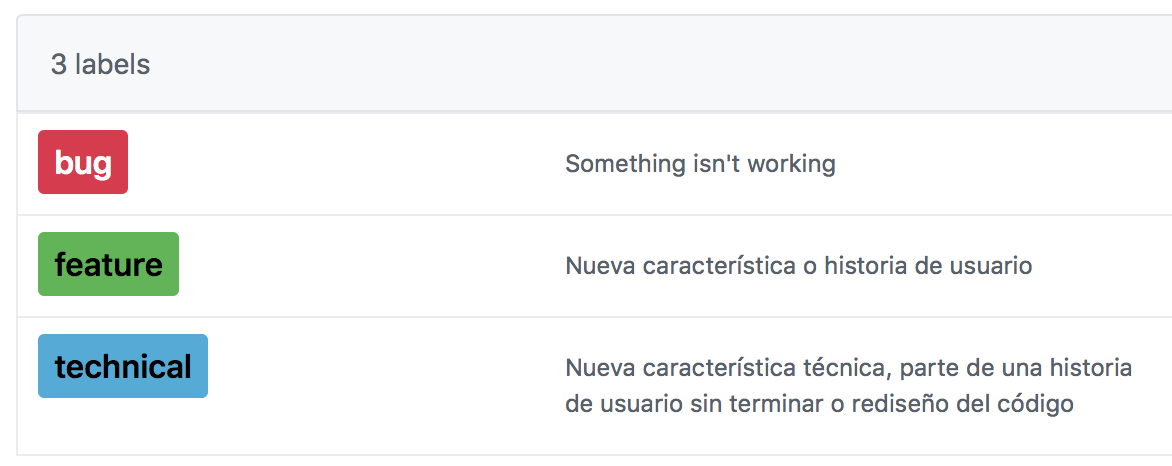 3 labels
bug
Something isn't working
feature
Nueva característica o historia de usuario
technical
Nueva característica técnica, parte de una historia
de usuario sin terminar o rediseño del código